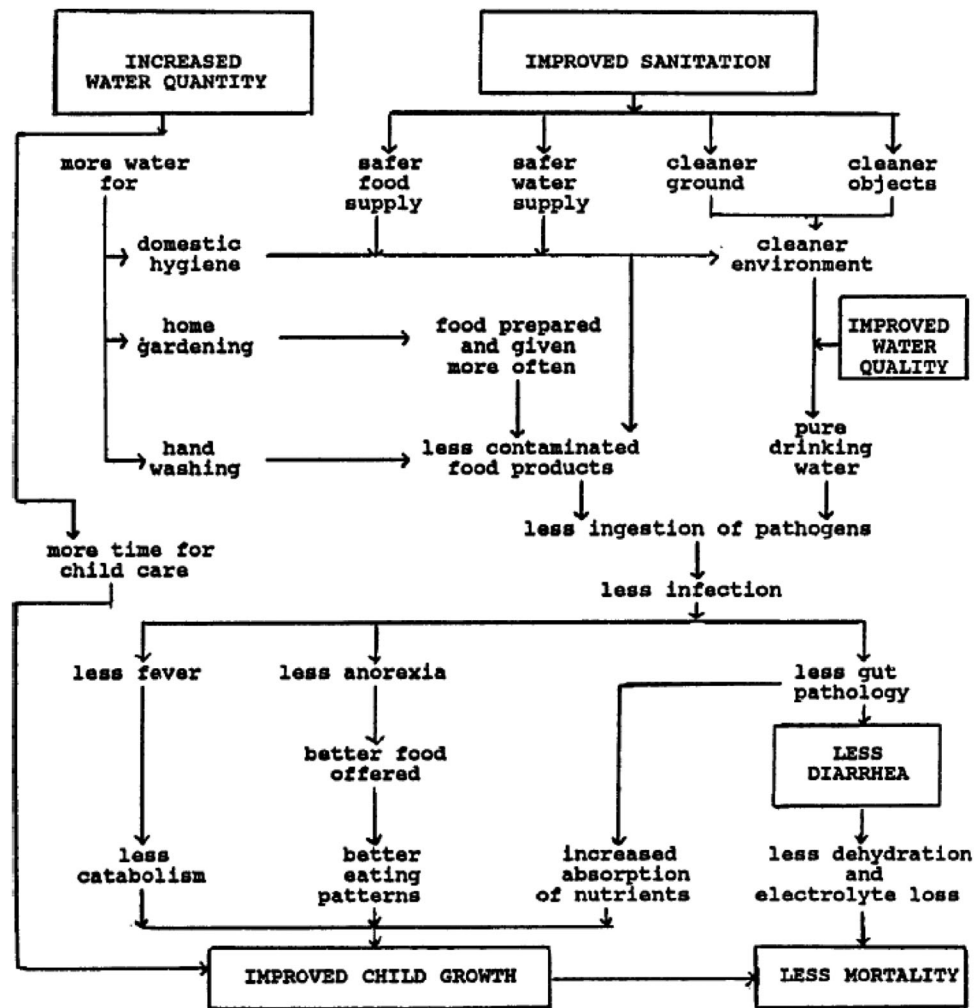 INCREASED
WATER QUANTITY
IMPROVED SANITATION
more water
for
safer
food
supply
safer
water
supply
cleaner
ground
cleaner
objects
domestic
hygiene
cleaner
environment
home
gardening
food prepared
and given
more often
IMPROVED
WATER
QUALITY
hand
washing
less contaminated
food products
pure
drinking
water
less ingestion of pathogens
more time for
child care
less infection
less fever
less anorexia
less gut
pathology
better food
offered
LESS
DIARRHEA
less
catabolism
better
eating
patterns
increased
absorption
of nutrients
less dehydration
and
electrolyte loss
IMPROVED CHILD GROWTH
LESS MORTALITY